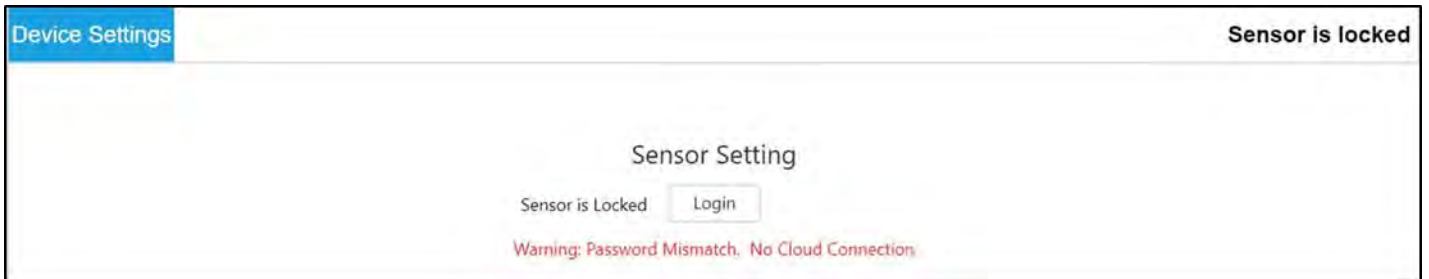 Device Settings
Sensor is locked
Sensor Setting
Sensor is Locked
Login
Warning: Password Mismatch. No Cloud Connection